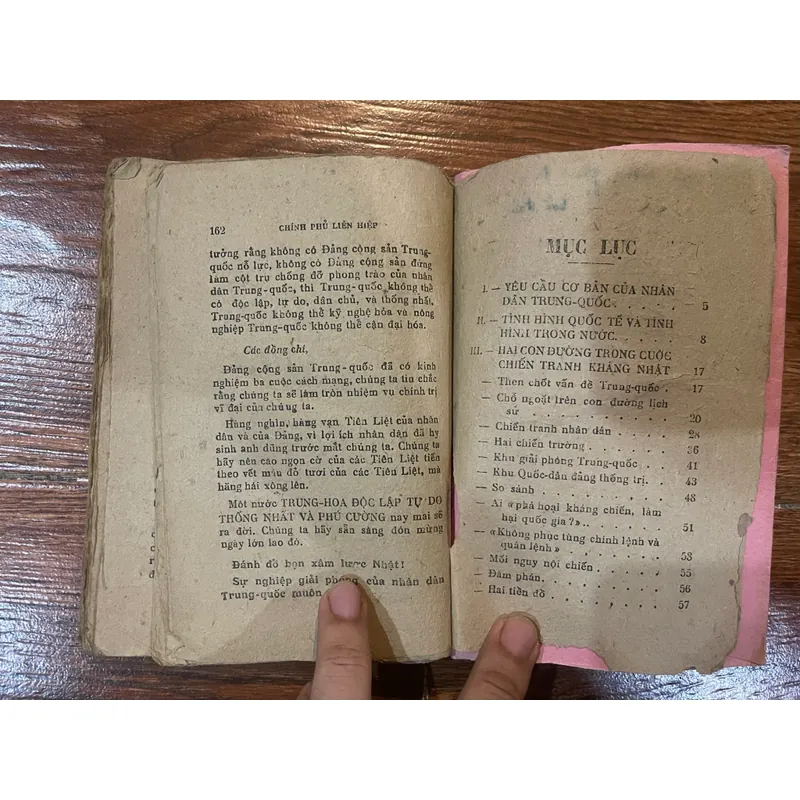 162 CHÍNH PHỦ LIÊN HIỆP
tưởng rằng không có Đảng cộng sản Trung-
quốc nỗ lực, không có Đảng cộng sản đứng
làm cột trụ chống đỡ phong trào của nhân
dân Trung-quốc, thì Trung-quốc không thể
có độc lập, tự do, dân chủ, và thống nhất.
Trung-quốc không thể kỹ nghệ hóa và nông
nghiệp Trung-quốc không thể cận đại hóa.
Các đồng chí,
Đảng cộng sản Trung-quốc đã có kinh
nghiệm ba cuộc cách mạng, chúng ta tin chắc
rằng chúng ta sẽ làm tròn nhiệm vụ chính trị
vĩ đại của chúng ta.
Hàng nghìn, hàng vạn Tiên Liệt của nhân
dân và của Đảng, vì lợi ích nhân dân đã hy
sinh anh dũng trước mắt chúng ta. Chúng ta
hãy nêu cao ngọn cờ của các Tiên Liệt tiến
theo vết máu đỏ tươi của các Tiên Liệt, mà
hăng hái xông lên.
Một nước TRUNG-HOA ĐỘC LẬP TỰ DO
THỐNG NHẤT VÀ PHÚ CƯỜNG nay mai sẽ
ra đời. Chúng ta hãy sẵn sàng đón mừng
ngày lớn lao đó.
Đánh đổ bọn xâm lược Nhật!
Sự nghiệp giải phóng của nhân dân
Trung-quốc muôn
MỤC LỤC
I. — YÊU CẦU CƠ BẢN CỦA NHÂN
DÂN TRUNG-QUỐC. . . . . 5
II. — TÌNH HÌNH QUỐC TẾ VÀ TÌNH
HÌNH TRONG NƯỚC. . . . . 8
III. — HAI CON ĐƯỜNG TRONG CUỘC
CHIẾN TRANH KHÁNG NHẬT 17
— Then chốt vấn đề Trung-quốc . 17
— Chỗ ngoặt trên con đường lịch
sử . . . . . . . . 20
— Chiến tranh nhân dân . . . . 28
— Hai chiến trường . . . . . 36
— Khu giải phóng Trung-quốc . . 41
— Khu Quốc-dân đảng thống trị. . 43
— So sánh . . . . . . . 48
— Ai «phá hoại kháng chiến, làm
hại quốc gia?».. . . . . . 51
— «Không phục tùng chính lệnh và
quân lệnh» . . . . . . 53
— Mối nguy nội chiến . . . . . 55
— Đàm phán. . . . . . . 56
— Hai tiền đồ . . . . . . 57